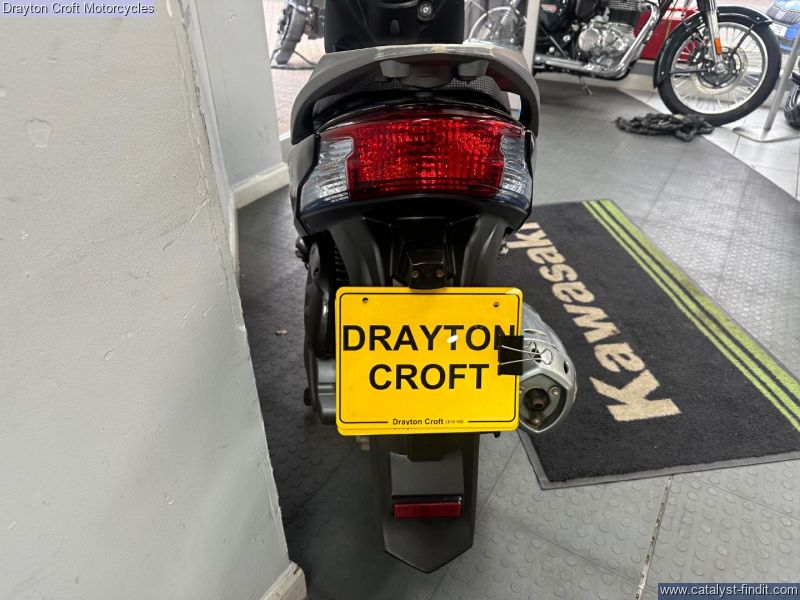 Drayton Croft Motorcycles
DRAYTON
CROFT
Drayton Croft
Kawasaki
www.catalyst-findit.com